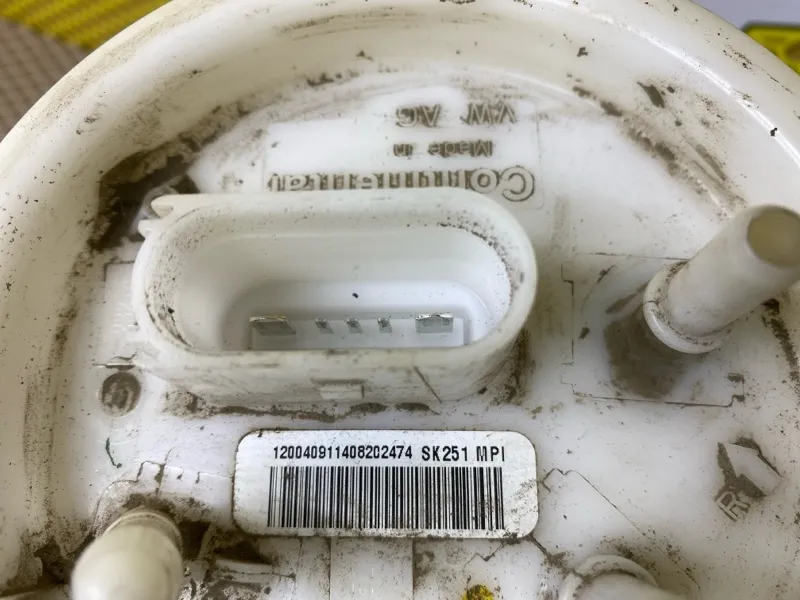 VW AG
Made in
Continental
120040911408202474 SK251 MPI
R